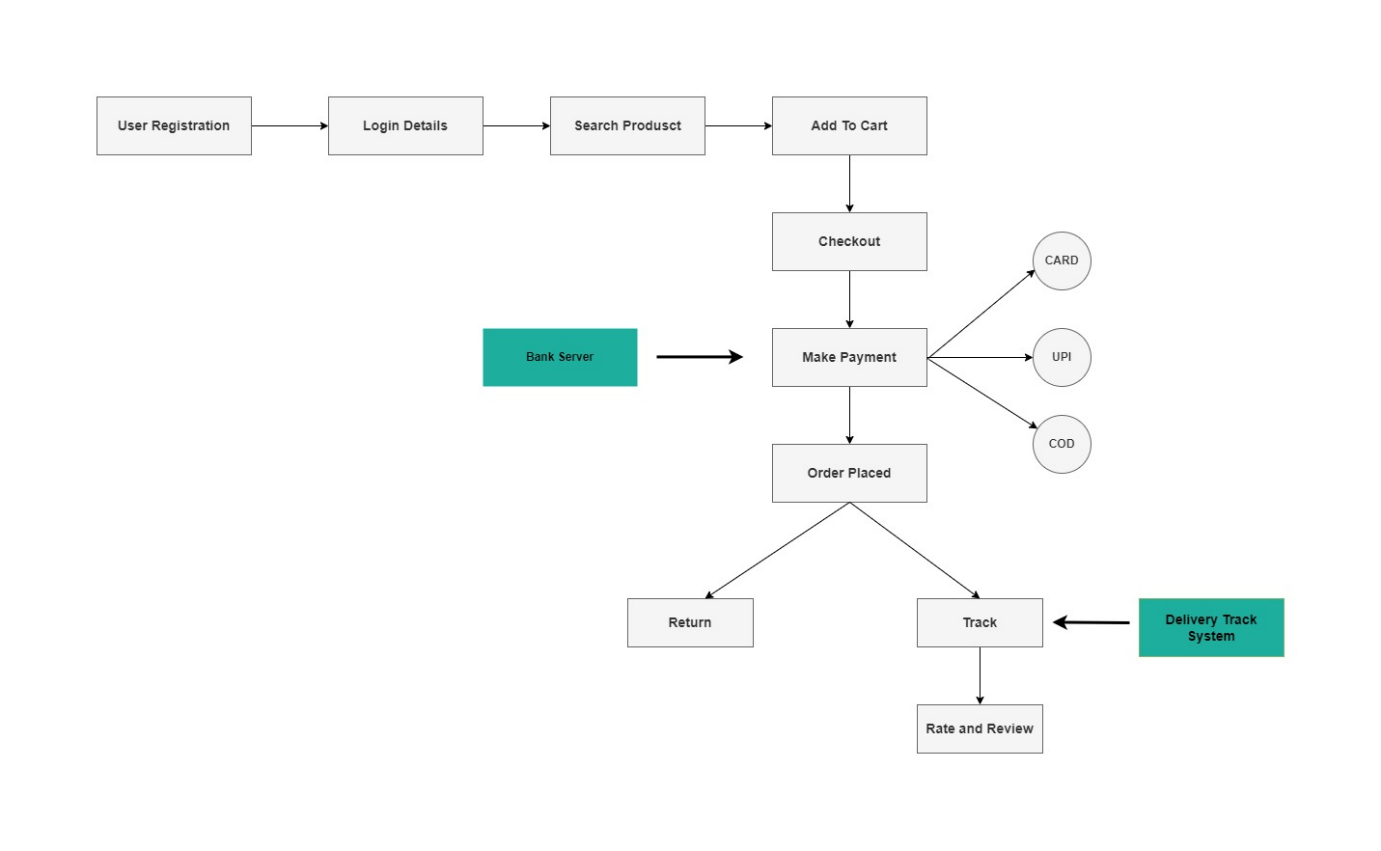 User Registration
Login Details
Search Produsct
Add To Cart
Checkout
CARD
Bank Server
Make Payment
UPI
COD
Order Placed
Return
Track
Delivery Track
System
Rate and Review